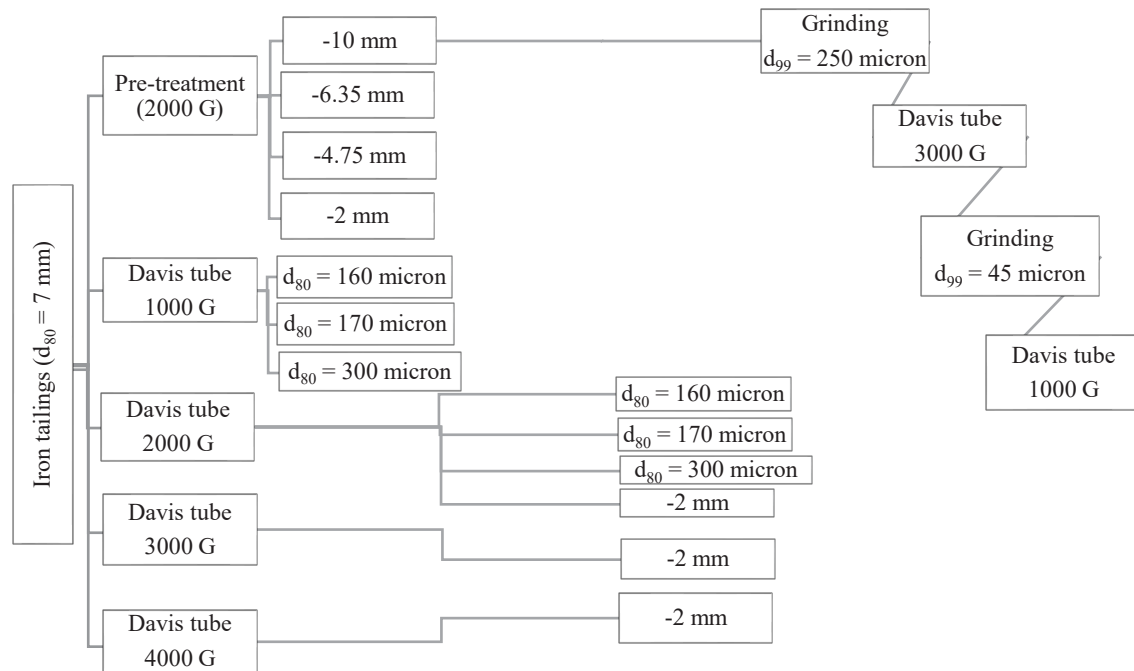 Iron tailings (d80 = 7 mm)
Pre-treatment
(2000 G)
-10 mm
-6.35 mm
-4.75 mm
-2 mm
Grinding
d99 = 250 micron
Davis tube
3000 G
Grinding
d99 = 45 micron
Davis tube
1000 G
Davis tube
1000 G
d80 = 160 micron
d80 = 170 micron
d80 = 300 micron
Davis tube
2000 G
d80 = 160 micron
d80 = 170 micron
d80 = 300 micron
-2 mm
Davis tube
3000 G
-2 mm
Davis tube
4000 G
-2 mm